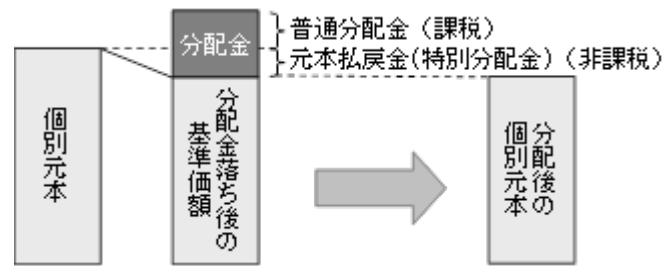 分配金
普通分配金（課税）
元本払戻金(特別分配金)（非課税）
個別元本
分配金落ち後の
基準価額
分配後の
個別元本